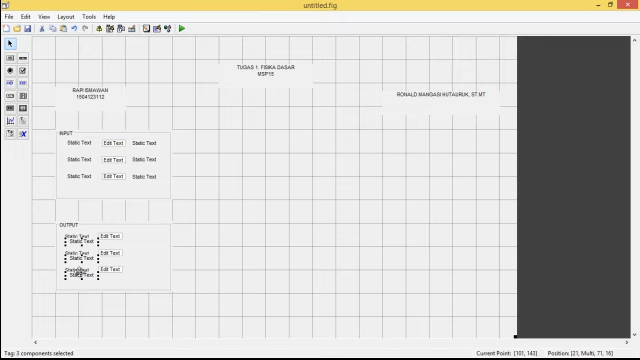 untitled.fig
File Edit View Layout Tools Help
TUGAS 1. FISIKA DASAR
MSP15
RAPI ISMAWAN
1504123112
RONALD MANGASI HUTAURUK, ST.MT
INPUT
Static Text Edit Text Static Text
Static Text Edit Text Static Text
Static Text Edit Text Static Text
OUTPUT
Static Text Edit Text
Static Text
Static Text Edit Text
Static Text
Static Text Edit Text
Static Text
Tag: 3 components selected Current Point: [101, 143] Position: [21, Multi, 71, 16]